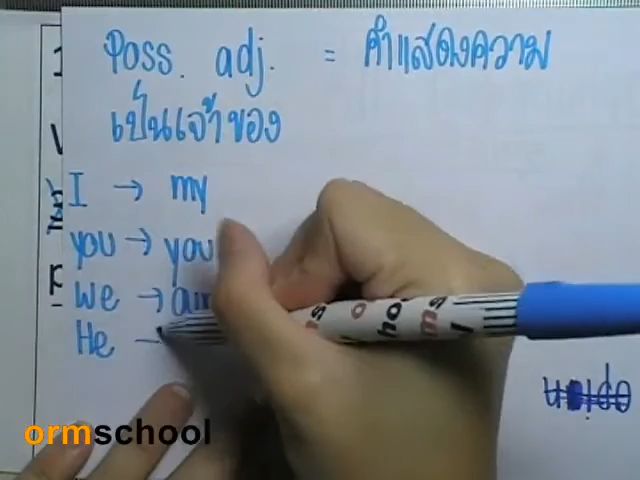 Poss. adj. = คำแสดงความ
เป็นเจ้าของ
I → my
you → you
we → our
He –
ormschool